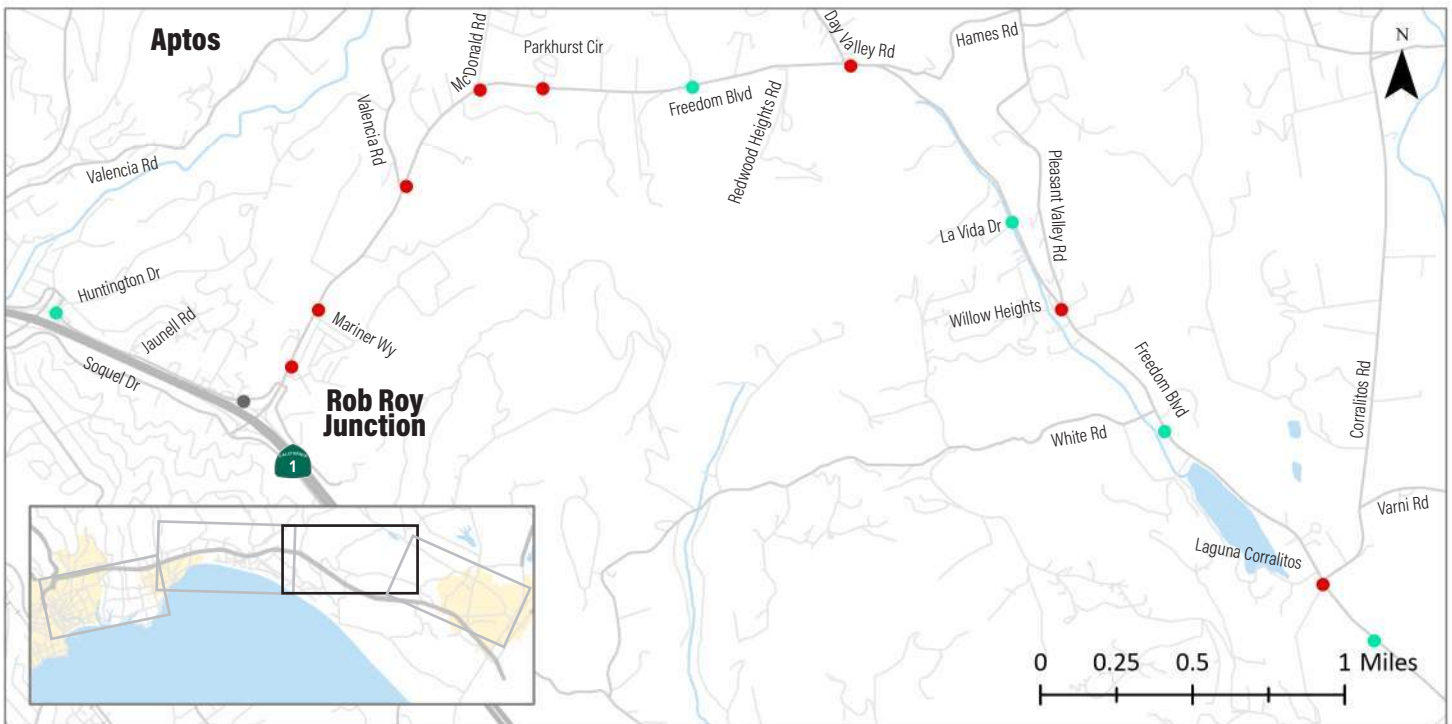 Aptos
McDonald Rd
Parkhurst Cir
Day Valley Rd
Hames Rd
N
Valencia Rd
Freedom Blvd
Redwood Heights Rd
Valencia Rd
Pleasant Valley Rd
La Vida Dr
Huntington Dr
Jaunell Rd
Mariner Wy
Willow Heights
Soquel Dr
Freedom Blvd
Rob Roy
Junction
Corralitos Rd
White Rd
1
Varni Rd
Laguna Corralitos
0 0.25 0.5 1 Miles